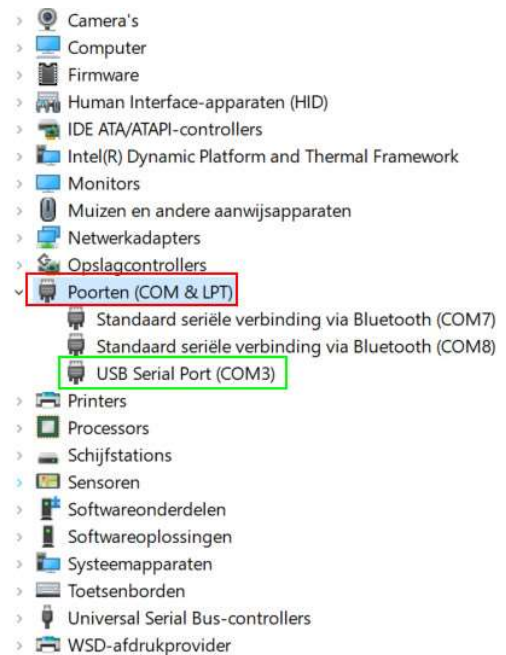 Camera's
Computer
Firmware
Human Interface-apparaten (HID)
IDE ATA/ATAPI-controllers
Intel(R) Dynamic Platform and Thermal Framework
Monitors
Muizen en andere aanwijsapparaten
Netwerkadapters
Opslagcontrollers
Poorten (COM & LPT)
Standaard seriële verbinding via Bluetooth (COM7)
Standaard seriële verbinding via Bluetooth (COM8)
USB Serial Port (COM3)
Printers
Processors
Schijfstations
Sensoren
Softwareonderdelen
Softwareoplossingen
Systeemapparaten
Toetsenborden
Universal Serial Bus-controllers
WSD-afdrukprovider